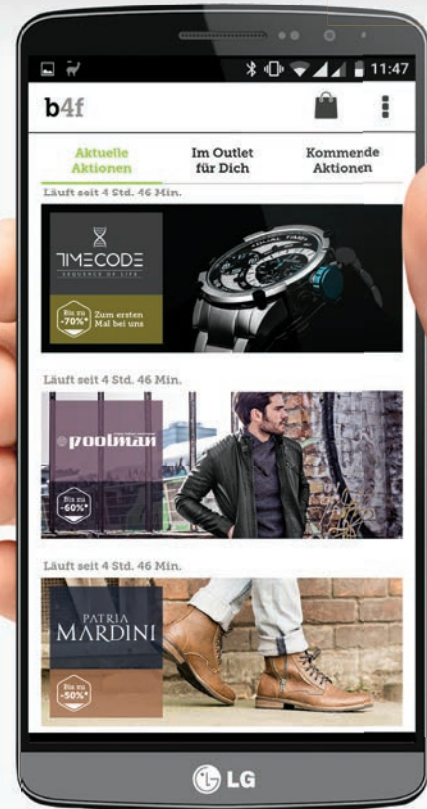 11:47
b4f
Aktuelle
Aktionen
Im Outlet
für Dich
Kommende
Aktionen
Läuft seit 4 Std. 46 Min.
TIMECODE
SEQUENCE OF LIFE
Bis zu
-70%*
Zum ersten
Mal bei uns
Läuft seit 4 Std. 46 Min.
poolman
Bis zu
-60%*
Läuft seit 4 Std. 46 Min.
PATRIA
MARDINI
Bis zu
-50%*
LG